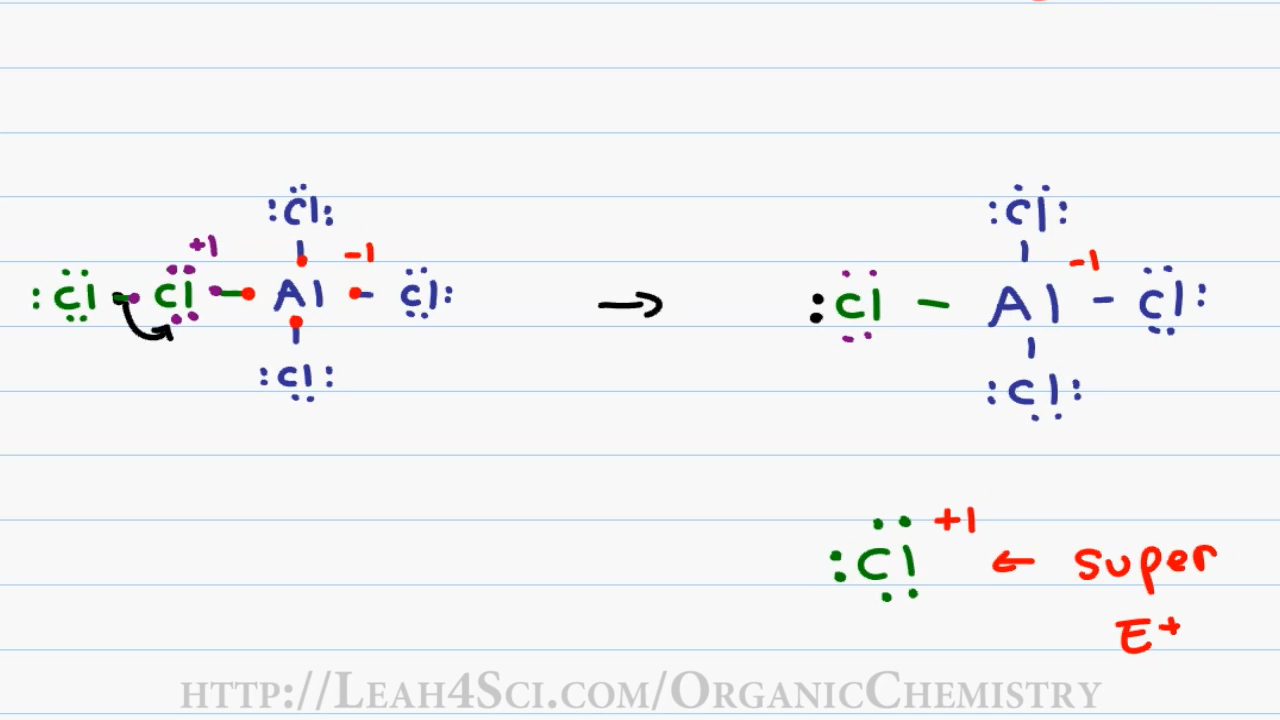 :Cl: :Cl:
+1 -1 -1
:Cl - Cl - Al - Cl: → :Cl - Al - Cl:
:Cl: :Cl:
:Cl +1 ← super
E+
HTTP://LEAH4SCI.COM/ORGANICCHEMISTRY